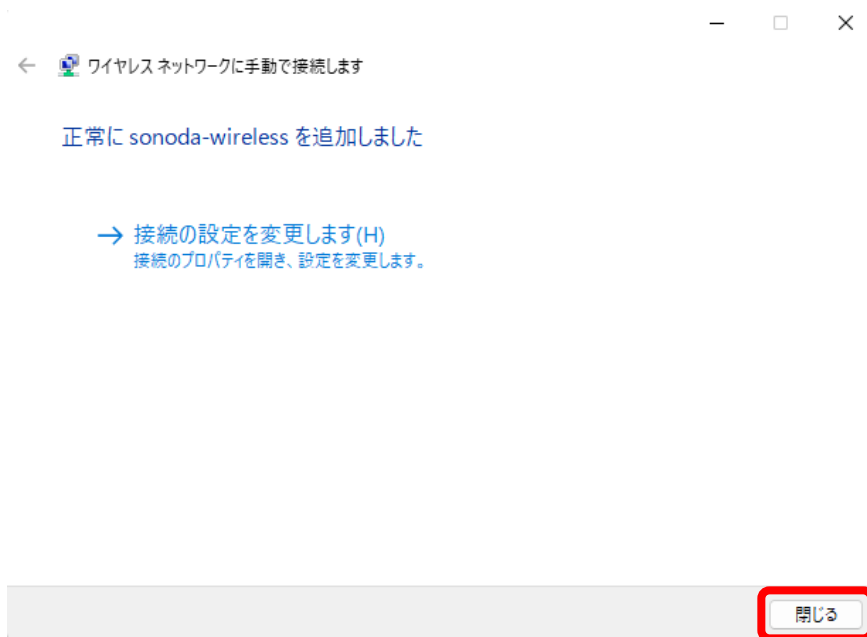 ワイヤレス ネットワークに手動で接続します
正常に sonoda-wireless を追加しました
→ 接続の設定を変更します(H)
接続のプロパティを開き、設定を変更します。
閉じる